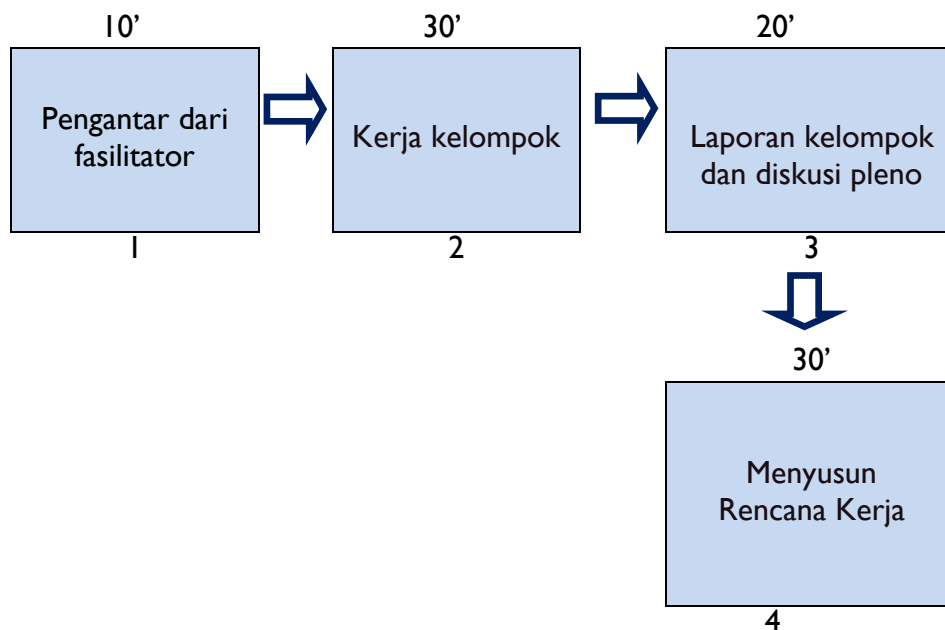 10’
Pengantar dari
fasilitator
1
30’
Kerja kelompok
2
20’
Laporan kelompok
dan diskusi pleno
3
30’
Menyusun
Rencana Kerja
4